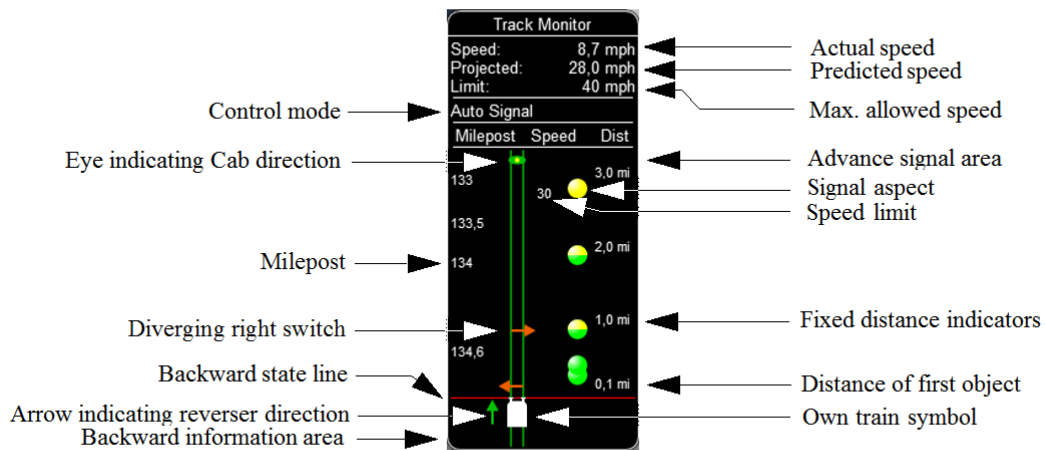 Track Monitor
Speed: 8,7 mph
Projected: 28,0 mph
Limit: 40 mph
Auto Signal
Milepost Speed Dist
3,0 mi
133
30
133,5
2,0 mi
134
1,0 mi
134,6
0,1 mi
Control mode
Eye indicating Cab direction
Milepost
Diverging right switch
Backward state line
Arrow indicating reverser direction
Backward information area
Actual speed
Predicted speed
Max. allowed speed
Advance signal area
Signal aspect
Speed limit
Fixed distance indicators
Distance of first object
Own train symbol